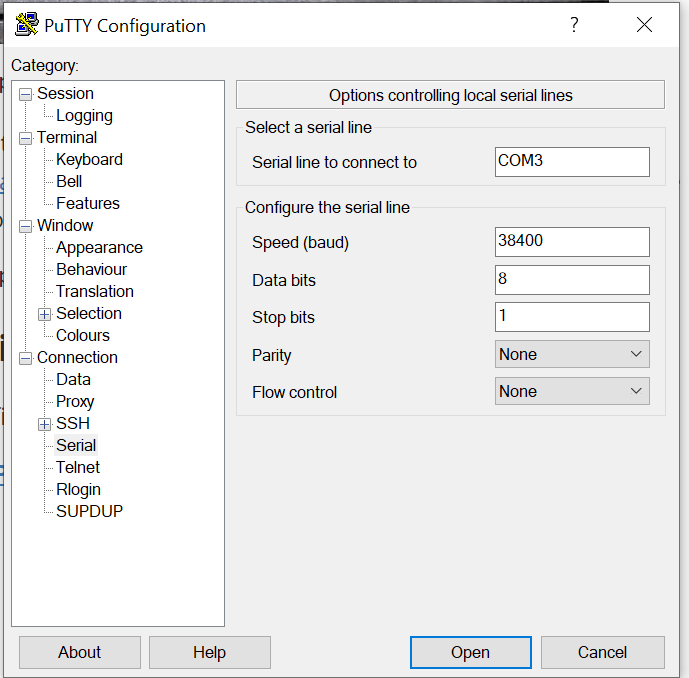 PuTTY Configuration
?
Category:
Session
Logging
Terminal
Keyboard
Bell
Features
Window
Appearance
Behaviour
Translation
Selection
Colours
Connection
Data
Proxy
SSH
Serial
Telnet
Rlogin
SUPDUP
Options controlling local serial lines
Select a serial line
Serial line to connect to COM3
Configure the serial line
Speed (baud) 38400
Data bits 8
Stop bits 1
Parity None
Flow control None
About Help Open Cancel